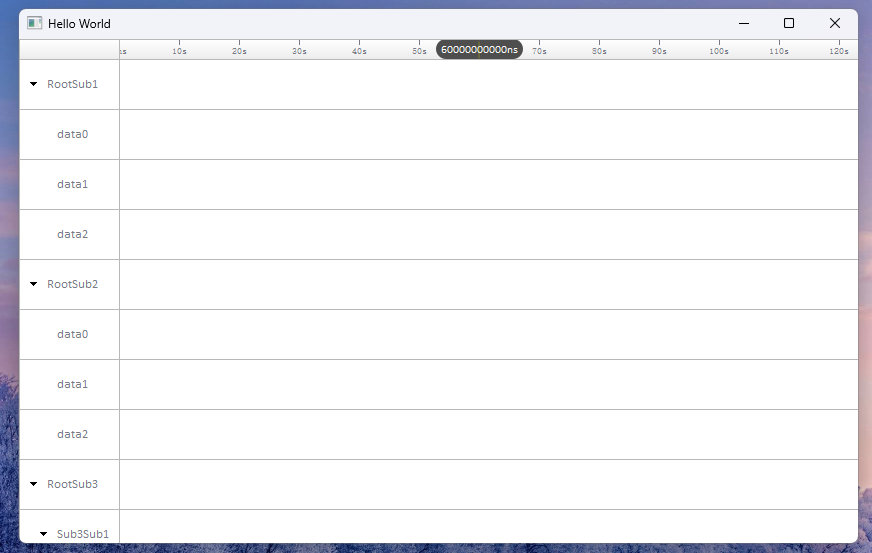 Hello World
0s 10s 20s 30s 40s 50s 60000000000ns 70s 80s 90s 100s 110s 120s
RootSub1
data0
data1
data2
RootSub2
data0
data1
data2
RootSub3
Sub3Sub1